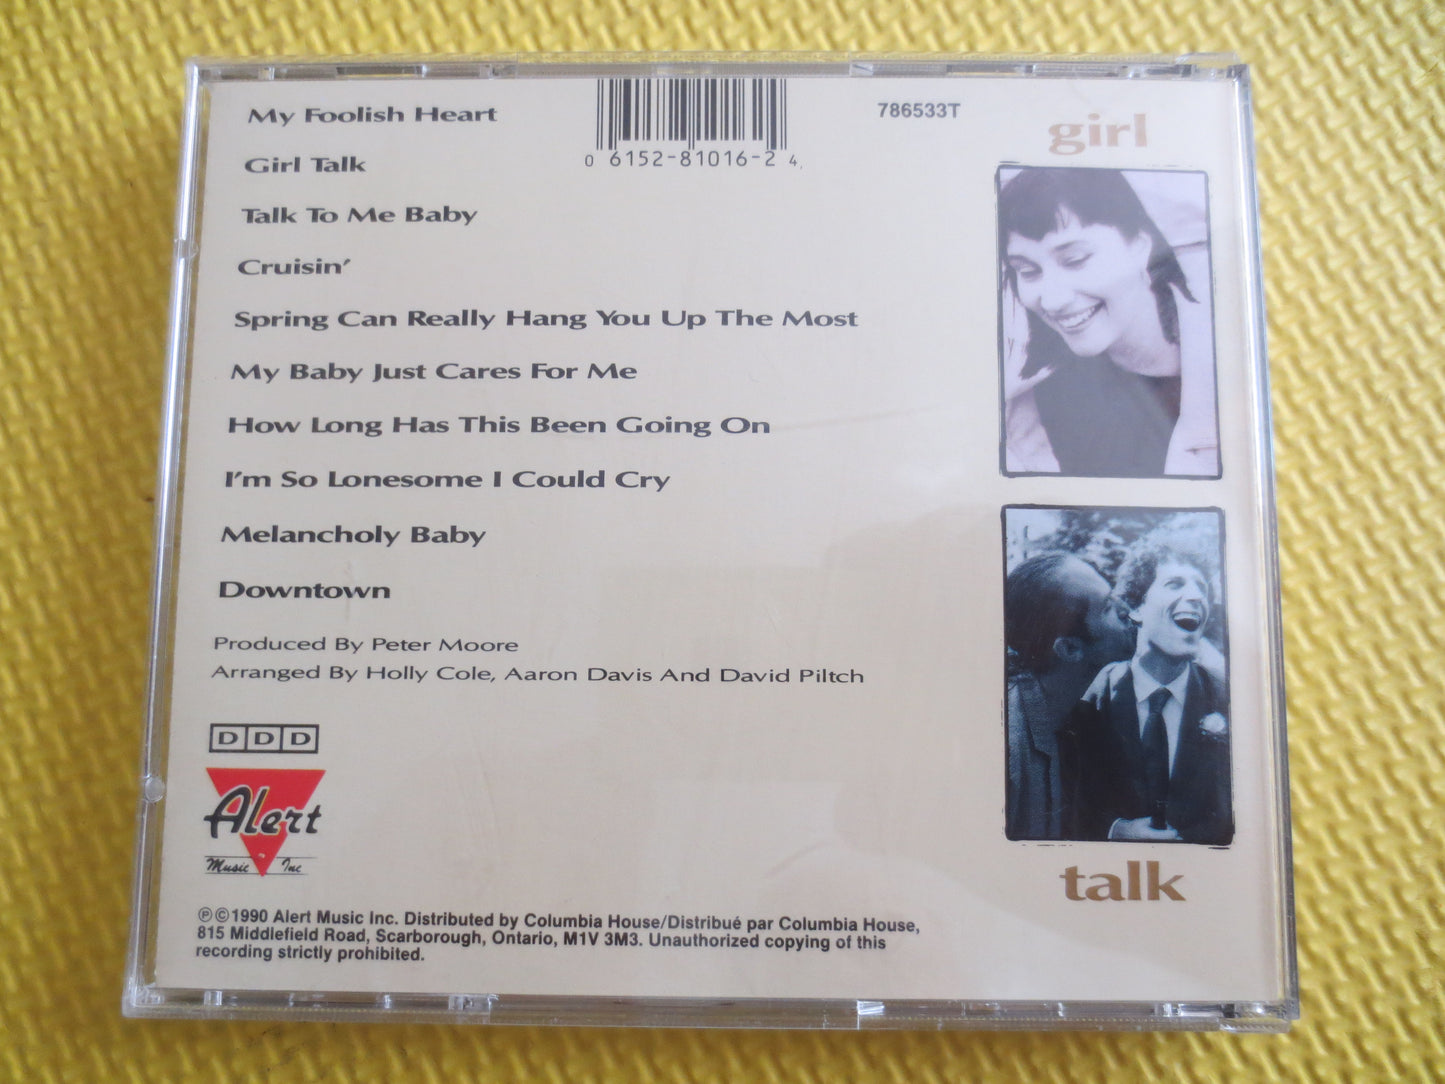 My Foolish Heart
Girl Talk
Talk To Me Baby
Cruisin'
Spring Can Really Hang You Up The Most
My Baby Just Cares For Me
How Long Has This Been Going On
I'm So Lonesome I Could Cry
Melancholy Baby
Downtown
Produced By Peter Moore
Arranged By Holly Cole, Aaron Davis And David Piltch
DDD
Alert
Music Inc
℗©1990 Alert Music Inc. Distributed by Columbia House/Distribué par Columbia House,
815 Middlefield Road, Scarborough, Ontario, M1V 3M3. Unauthorized copying of this
recording strictly prohibited.
0 6152-81016-2 4
786533T
girl
talk